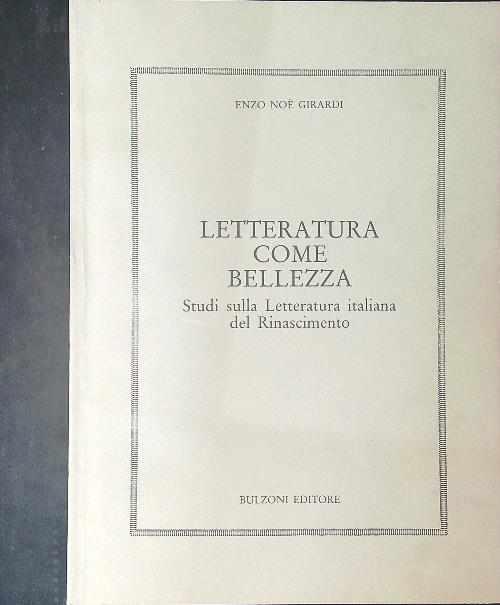 ENZO NOÈ GIRARDI
LETTERATURA
COME
BELLEZZA
Studi sulla Letteratura italiana
del Rinascimento
BULZONI EDITORE